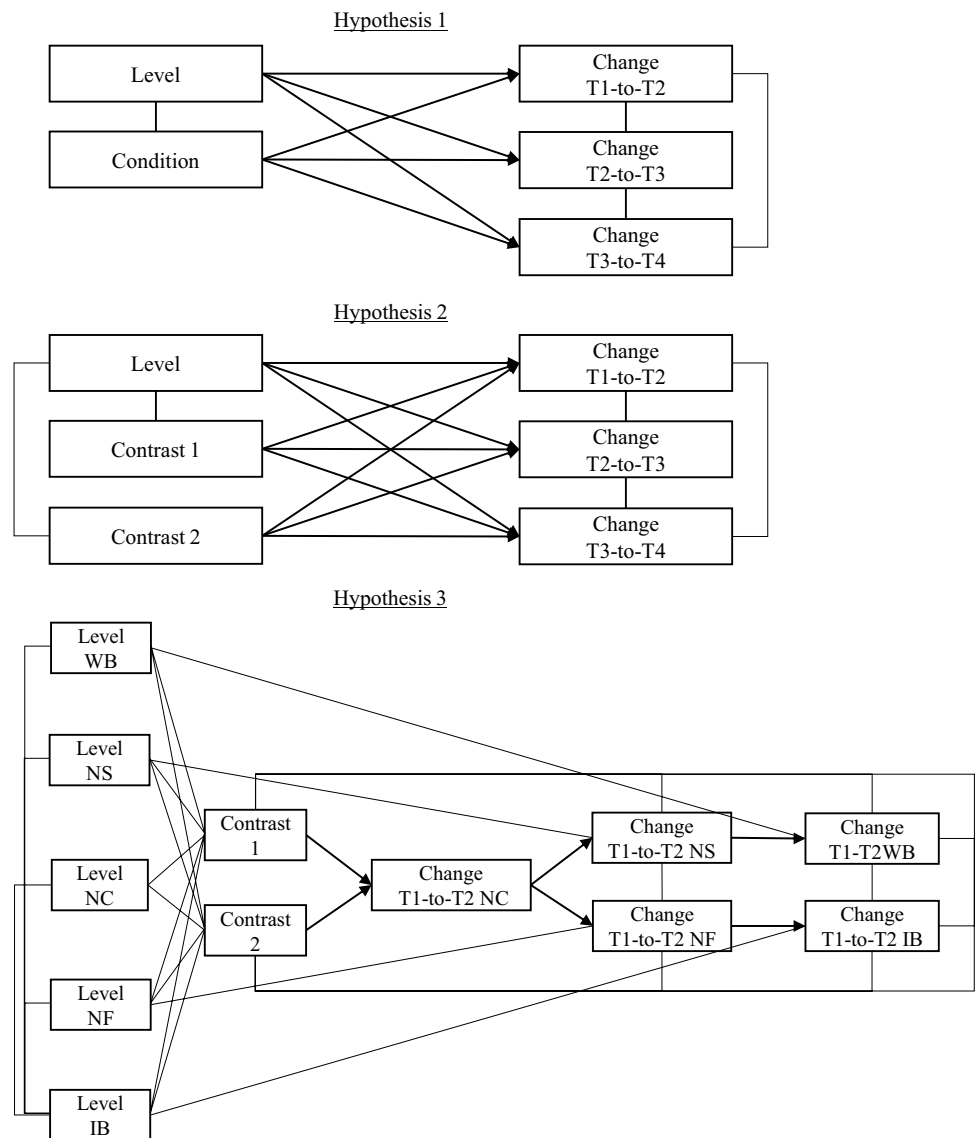 Hypothesis 1
Level
Condition
Change
T1-to-T2
Change
T2-to-T3
Change
T3-to-T4
Hypothesis 2
Level
Contrast 1
Contrast 2
Change
T1-to-T2
Change
T2-to-T3
Change
T3-to-T4
Hypothesis 3
Level
WB
Level
NS
Level
NC
Level
NF
Level
IB
Contrast
1
Contrast
2
Change
T1-to-T2 NC
Change
T1-to-T2 NS
Change
T1-to-T2 NF
Change
T1-T2WB
Change
T1-to-T2 IB